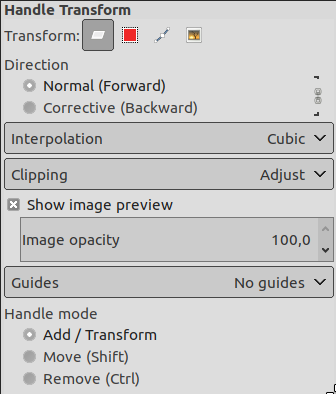 Handle Transform
Transform:
Direction
Normal (Forward)
Corrective (Backward)
Interpolation Cubic
Clipping Adjust
Show image preview
Image opacity 100,0
Guides No guides
Handle mode
Add / Transform
Move (Shift)
Remove (Ctrl)